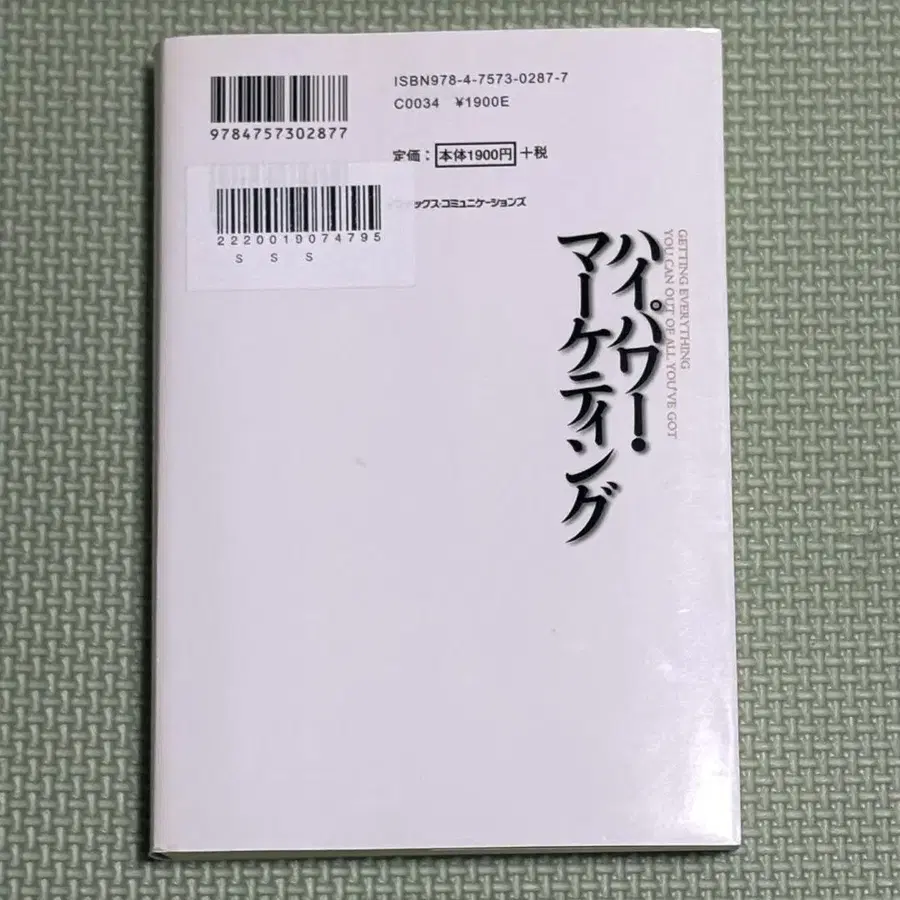 ISBN978-4-7573-0287-7
C0034 ¥1900E
9784757302877
定価：本体1900円+税
ックス・コミュニケーションズ
2220019074795
S S S
GETTING EVERYTHING
YOU CAN OUT OF ALL YOU'VE GOT
ハイパワー・
マーケティング